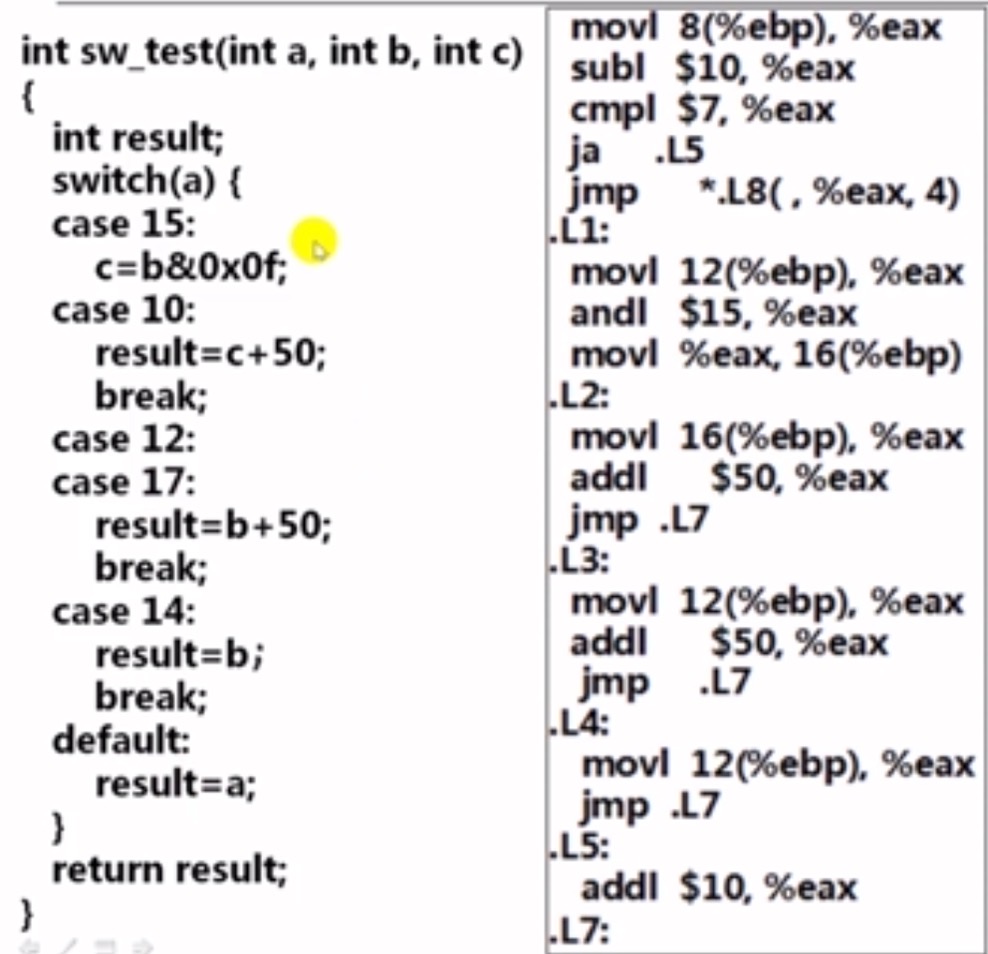 int sw_test(int a, int b, int c)
{
int result;
switch(a) {
case 15:
c=b&0x0f;
case 10:
result=c+50;
break;
case 12:
case 17:
result=b+50;
break;
case 14:
result=b;
break;
default:
result=a;
}
return result;
}
movl 8(%ebp), %eax
subl $10, %eax
cmpl $7, %eax
ja .L5
jmp *.L8( , %eax, 4)
.L1:
movl 12(%ebp), %eax
andl $15, %eax
movl %eax, 16(%ebp)
.L2:
movl 16(%ebp), %eax
addl $50, %eax
jmp .L7
.L3:
movl 12(%ebp), %eax
addl $50, %eax
jmp .L7
.L4:
movl 12(%ebp), %eax
jmp .L7
.L5:
addl $10, %eax
.L7: